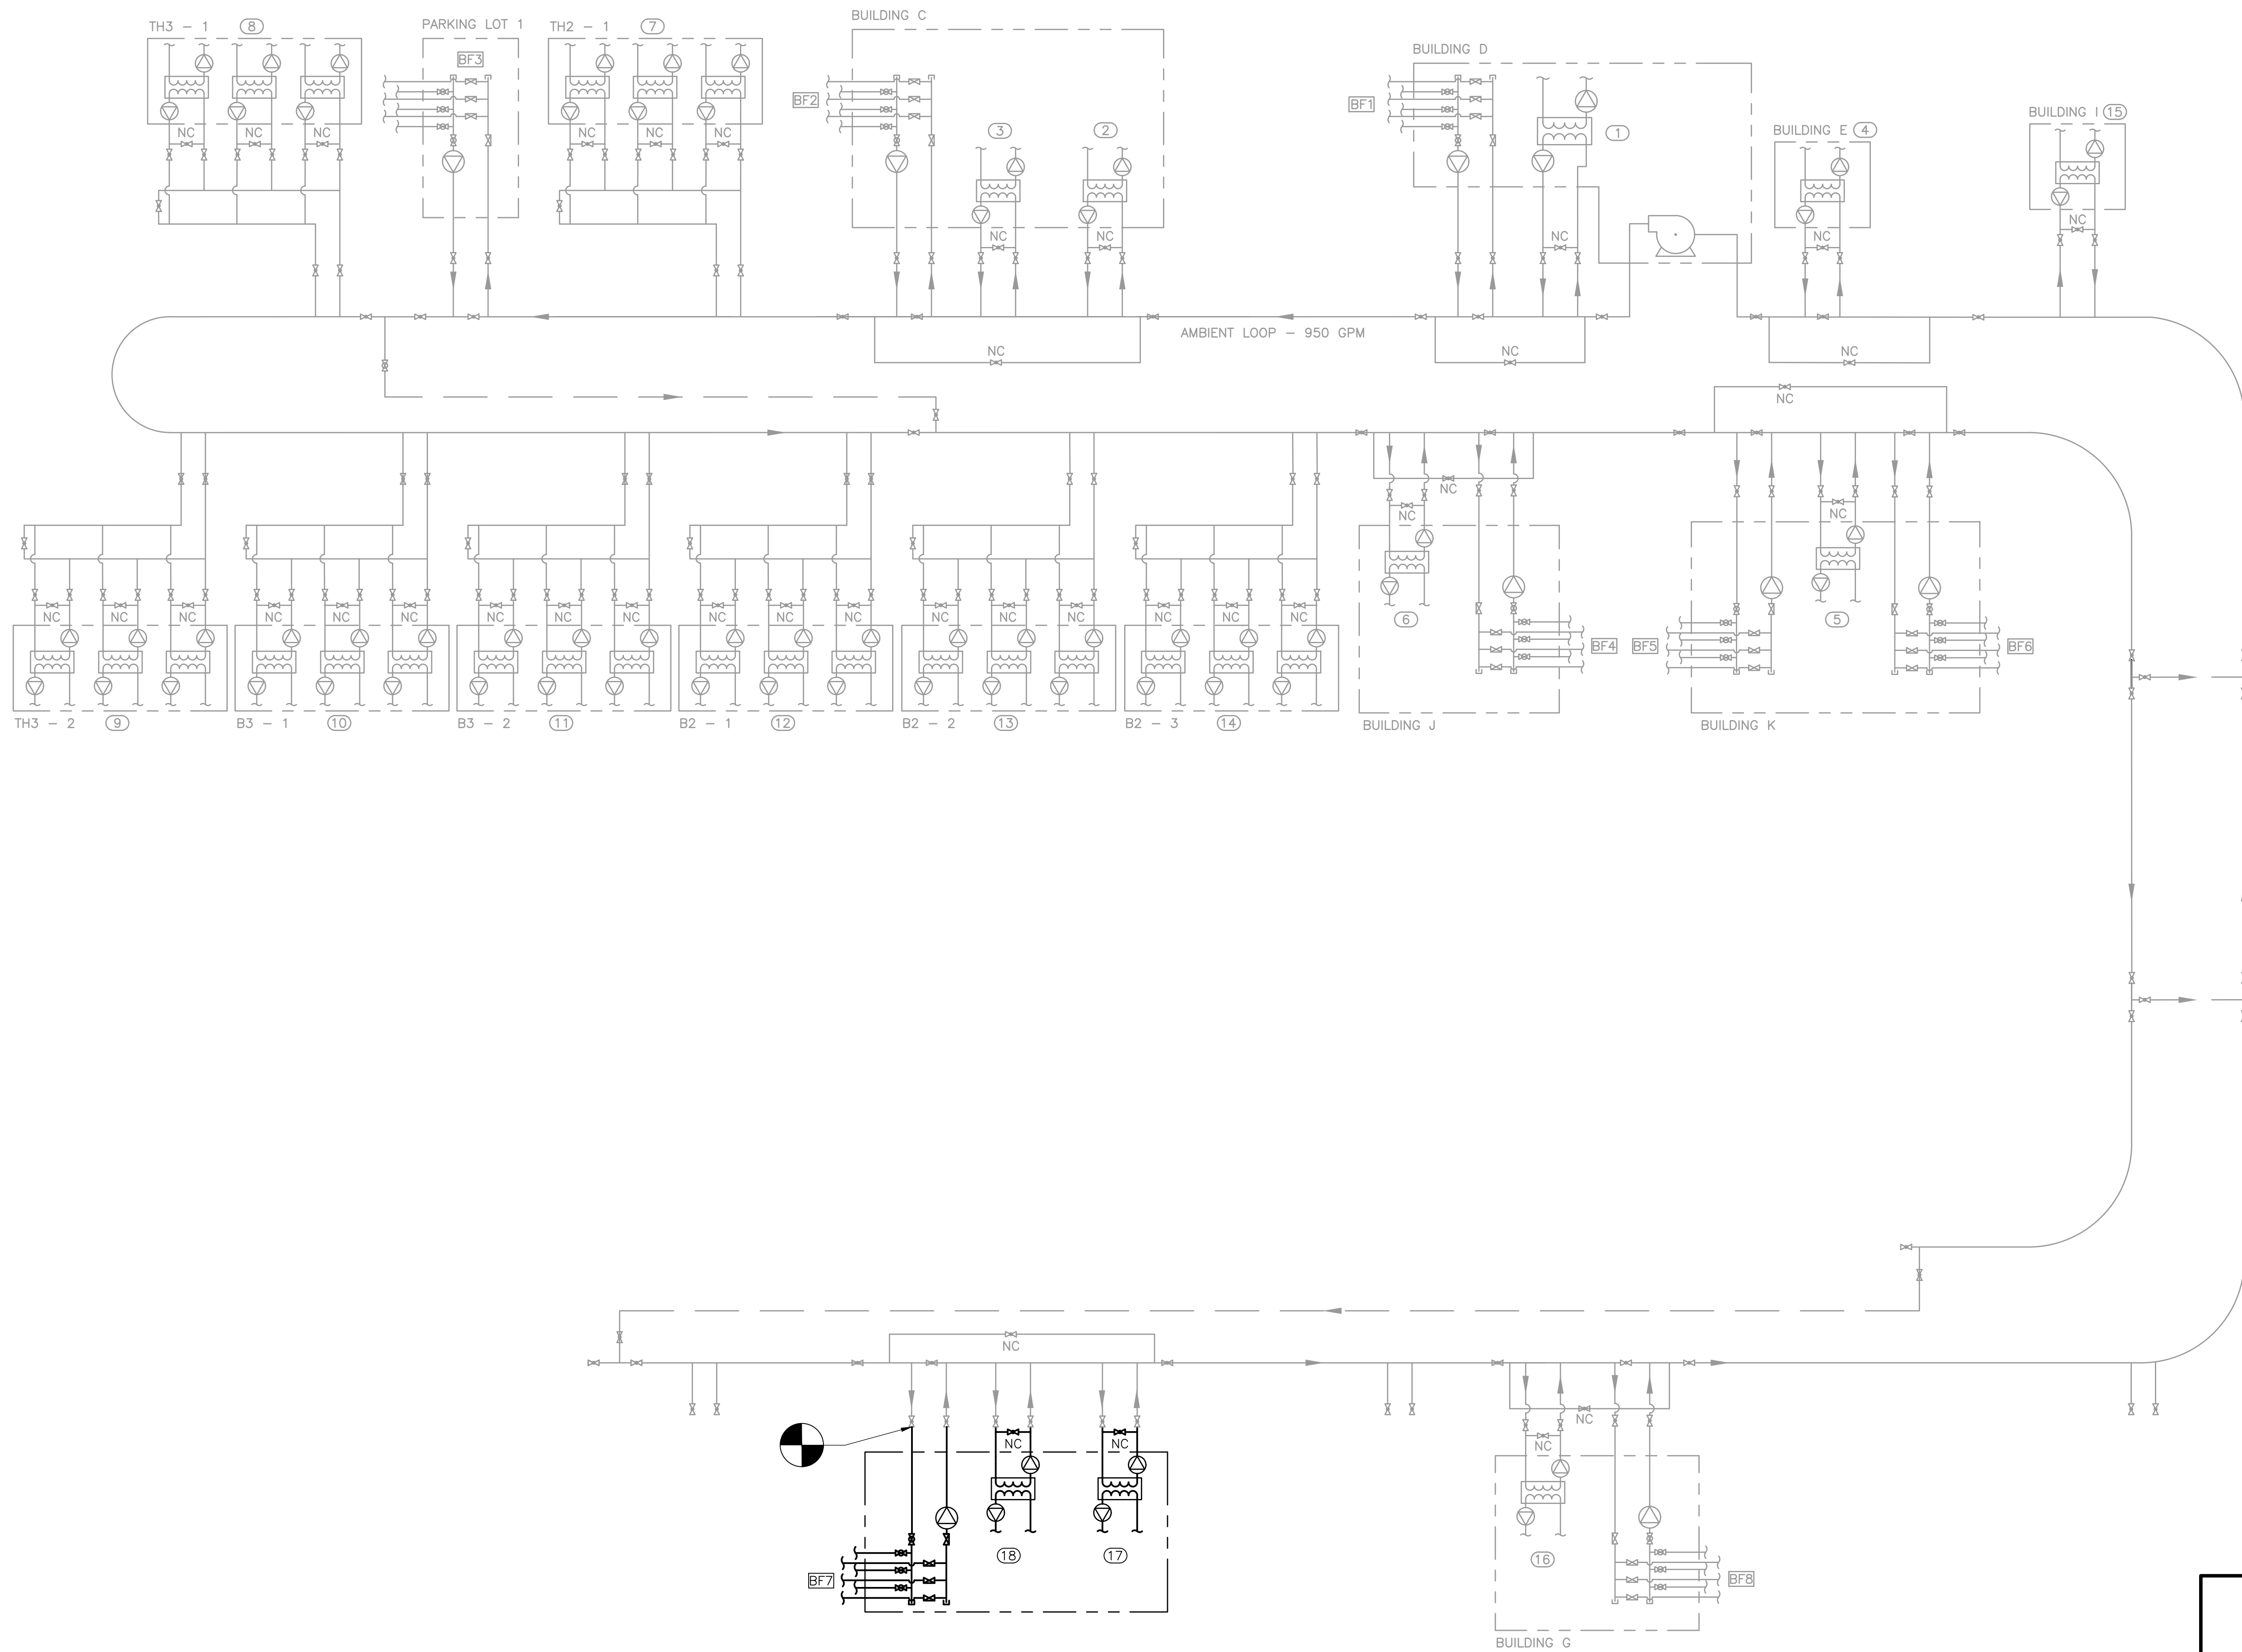 TH3 - 1 8
PARKING LOT 1
TH2 - 1 7
BUILDING C
BUILDING D
BUILDING E 4
BUILDING I 15
BF3
BF2
BF1
3
2
1
NC NC NC
NC NC NC
NC NC
NC
NC
NC
AMBIENT LOOP - 950 GPM
NC
NC
NC
NC
NC
NC
NC
6
5
BF4
BF5
BF6
NC NC NC
NC NC NC
NC NC NC
NC NC NC
NC NC NC
NC NC NC
TH3 - 2 9
B3 - 1 10
B3 - 2 11
B2 - 1 12
B2 - 2 13
B2 - 3 14
BUILDING J
BUILDING K
NC
NC
NC
NC
NC
18
17
16
BF7
BF8
BUILDING G